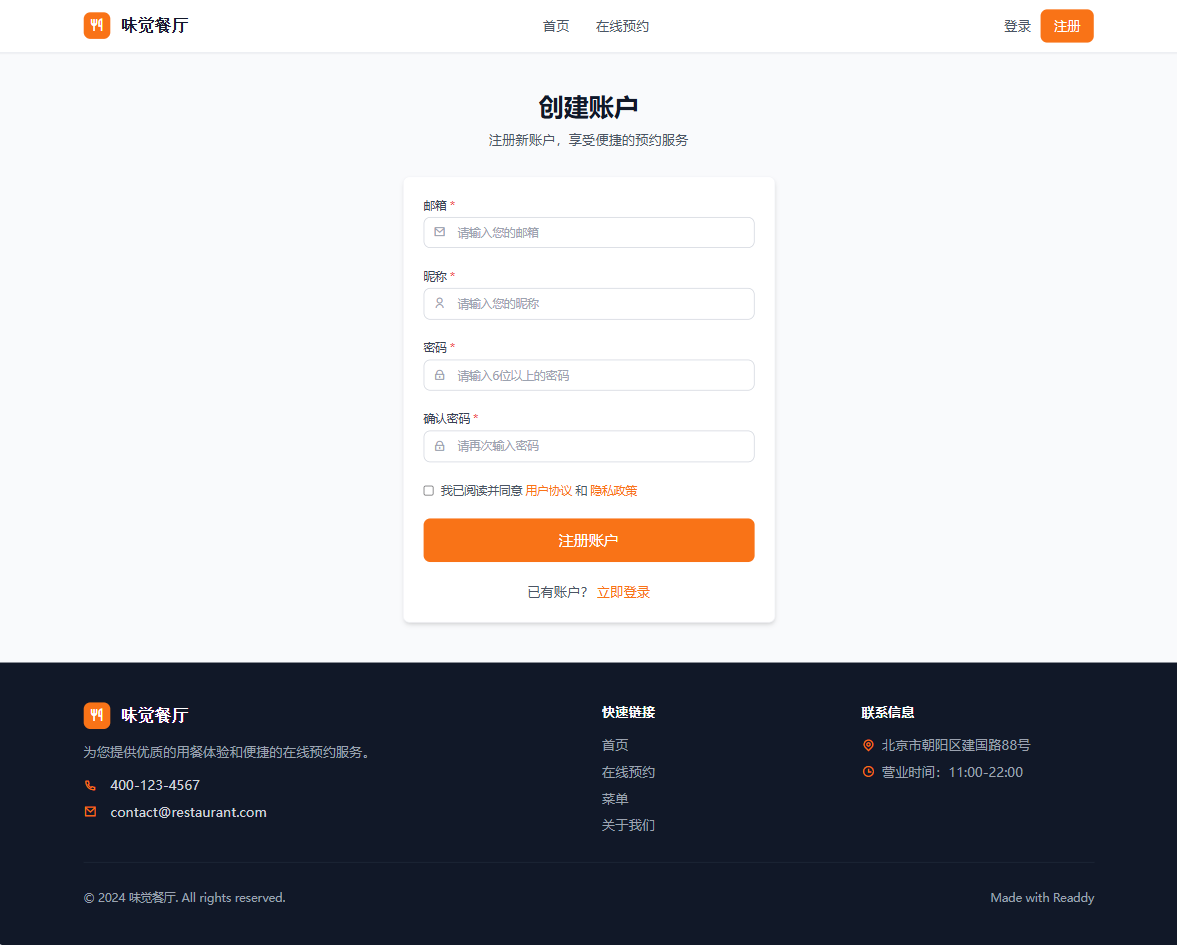 味觉餐厅
首页 在线预约
登录 注册
创建账户
注册新账户，享受便捷的预约服务
邮箱 *
请输入您的邮箱
昵称 *
请输入您的昵称
密码 *
请输入6位以上的密码
确认密码 *
请再次输入密码
我已阅读并同意 用户协议 和 隐私政策
注册账户
已有账户？ 立即登录
味觉餐厅
为您提供优质的用餐体验和便捷的在线预约服务。
400-123-4567
contact@restaurant.com
快速链接
首页
在线预约
菜单
关于我们
联系信息
北京市朝阳区建国路88号
营业时间：11:00-22:00
© 2024 味觉餐厅. All rights reserved.
Made with Readdy